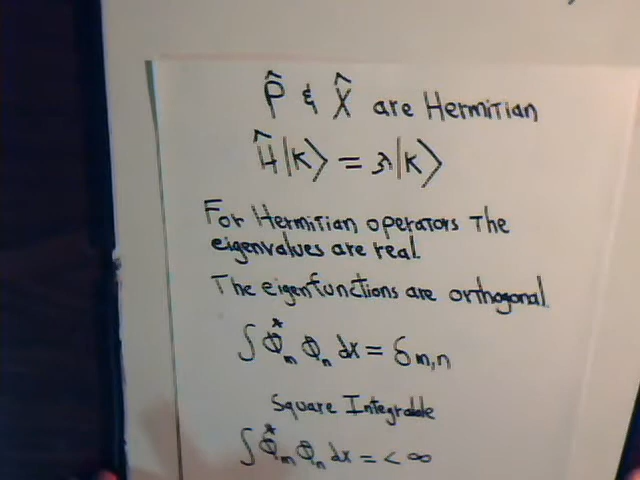 P̂ & X̂ are Hermitian
Ĥ|K⟩ = λ|K⟩
For Hermitian operators The
eigenvalues are real.
The eigenfunctions are orthogonal.
∫ Φ*ₘ Φₙ dx = δm,n
Square Integrable
∫ Φ*ₘ Φₙ dx = < ∞